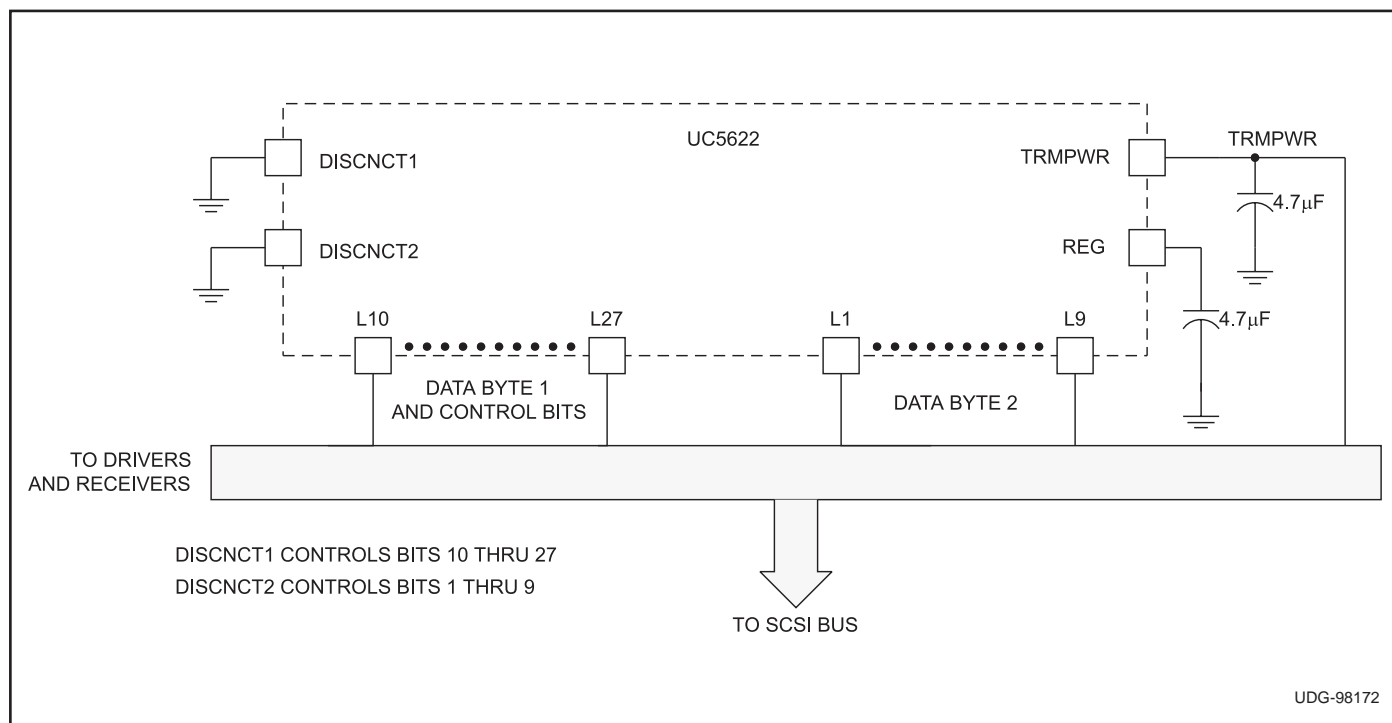 UC5622
DISCNCT1
TRMPWR
TRMPWR
4.7μF
DISCNCT2
REG
4.7μF
L10
L27
L1
L9
DATA BYTE 1
AND CONTROL BITS
DATA BYTE 2
TO DRIVERS
AND RECEIVERS
DISCNCT1 CONTROLS BITS 10 THRU 27
DISCNCT2 CONTROLS BITS 1 THRU 9
TO SCSI BUS
UDG-98172